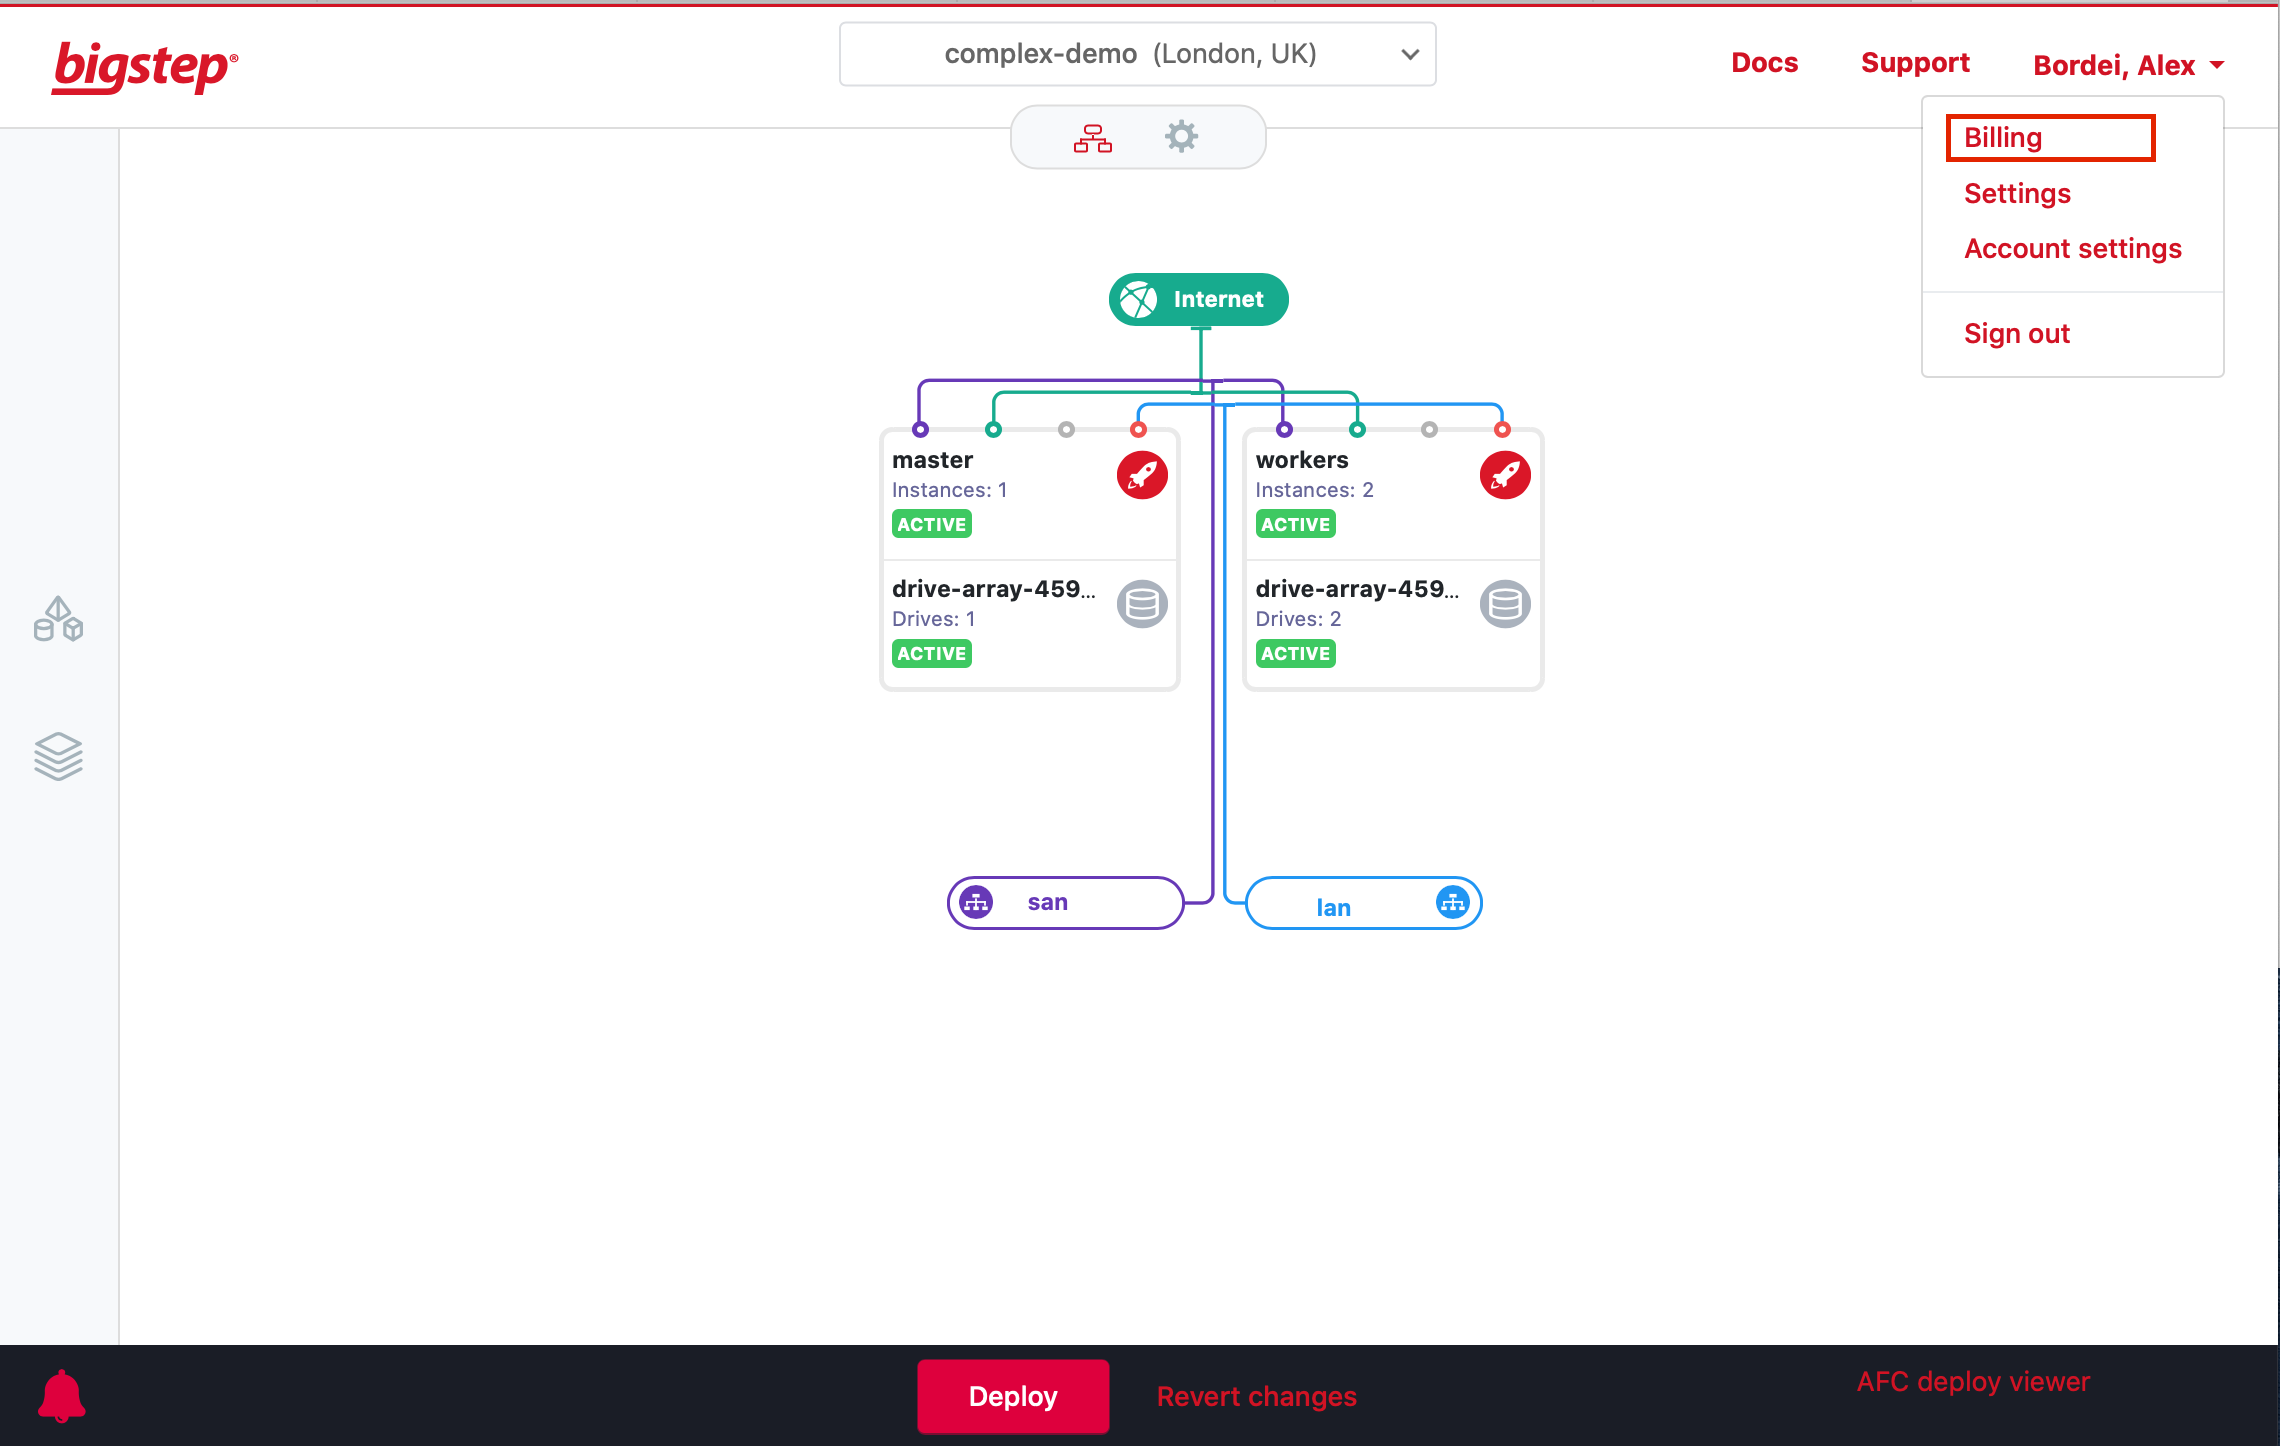 bigstep®
complex-demo (London, UK)
Docs
Support
Bordei, Alex
Billing
Settings
Account settings
Sign out
Internet
master
Instances: 1
ACTIVE
drive-array-459...
Drives: 1
ACTIVE
workers
Instances: 2
ACTIVE
drive-array-459...
Drives: 2
ACTIVE
san
lan
Deploy
Revert changes
AFC deploy viewer